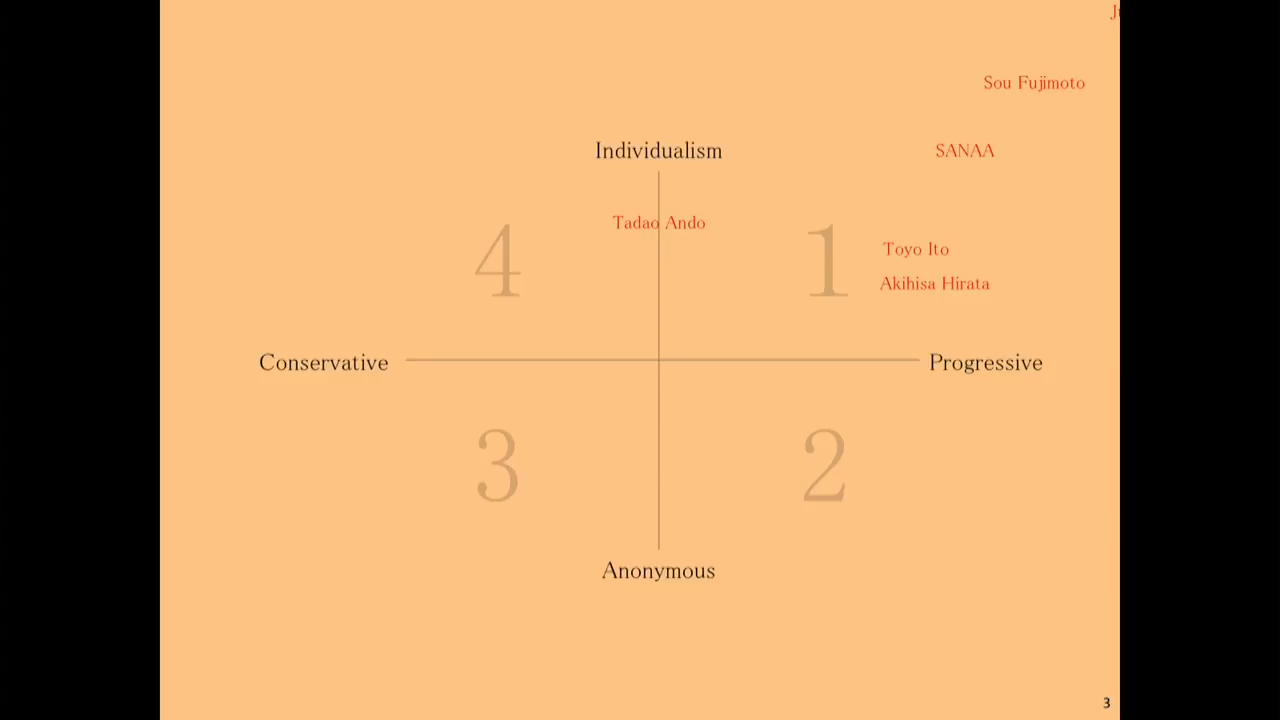 Sou Fujimoto
Individualism
SANAA
Tadao Ando
4
1
Toyo Ito
Akihisa Hirata
Conservative
Progressive
3
2
Anonymous
3